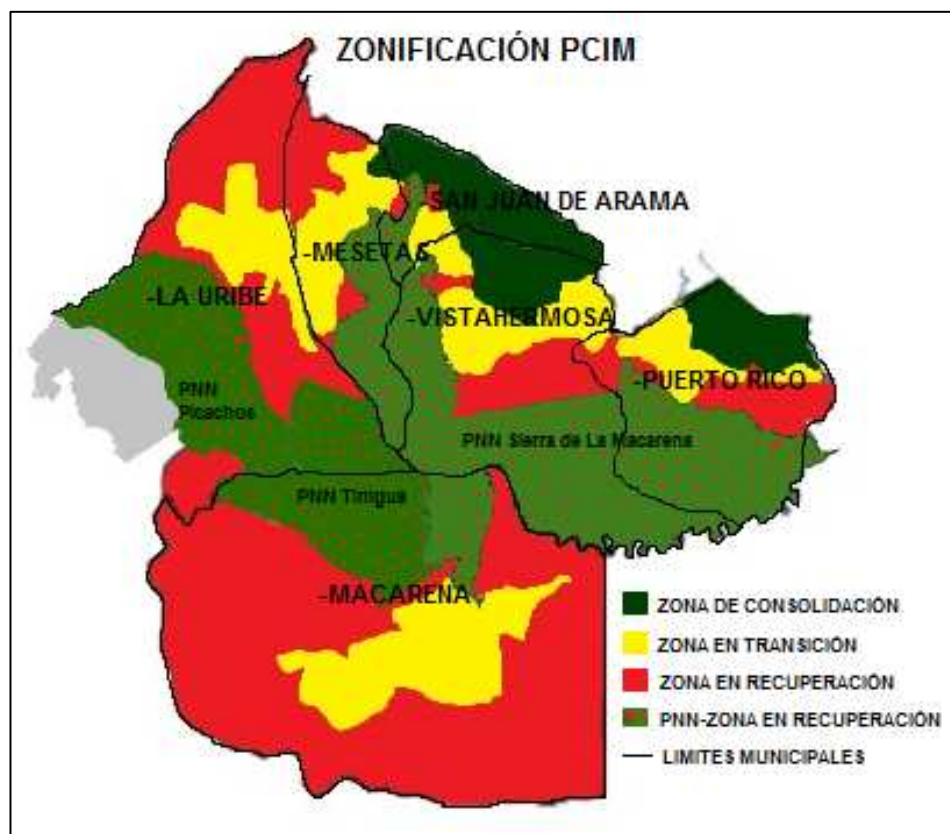 ZONIFICACIÓN PCIM
-SAN JUAN DE ARAMA
-MESETAS
-LA URIBE
-VISTAHERMOSA
-PUERTO RICO
PNN
Picachos
PNN Sierra de La Macarena
PNN Tinigua
-MACARENA
ZONA DE CONSOLIDACIÓN
ZONA EN TRANSICIÓN
ZONA EN RECUPERACIÓN
PNN-ZONA EN RECUPERACIÓN
LIMITES MUNICIPALES